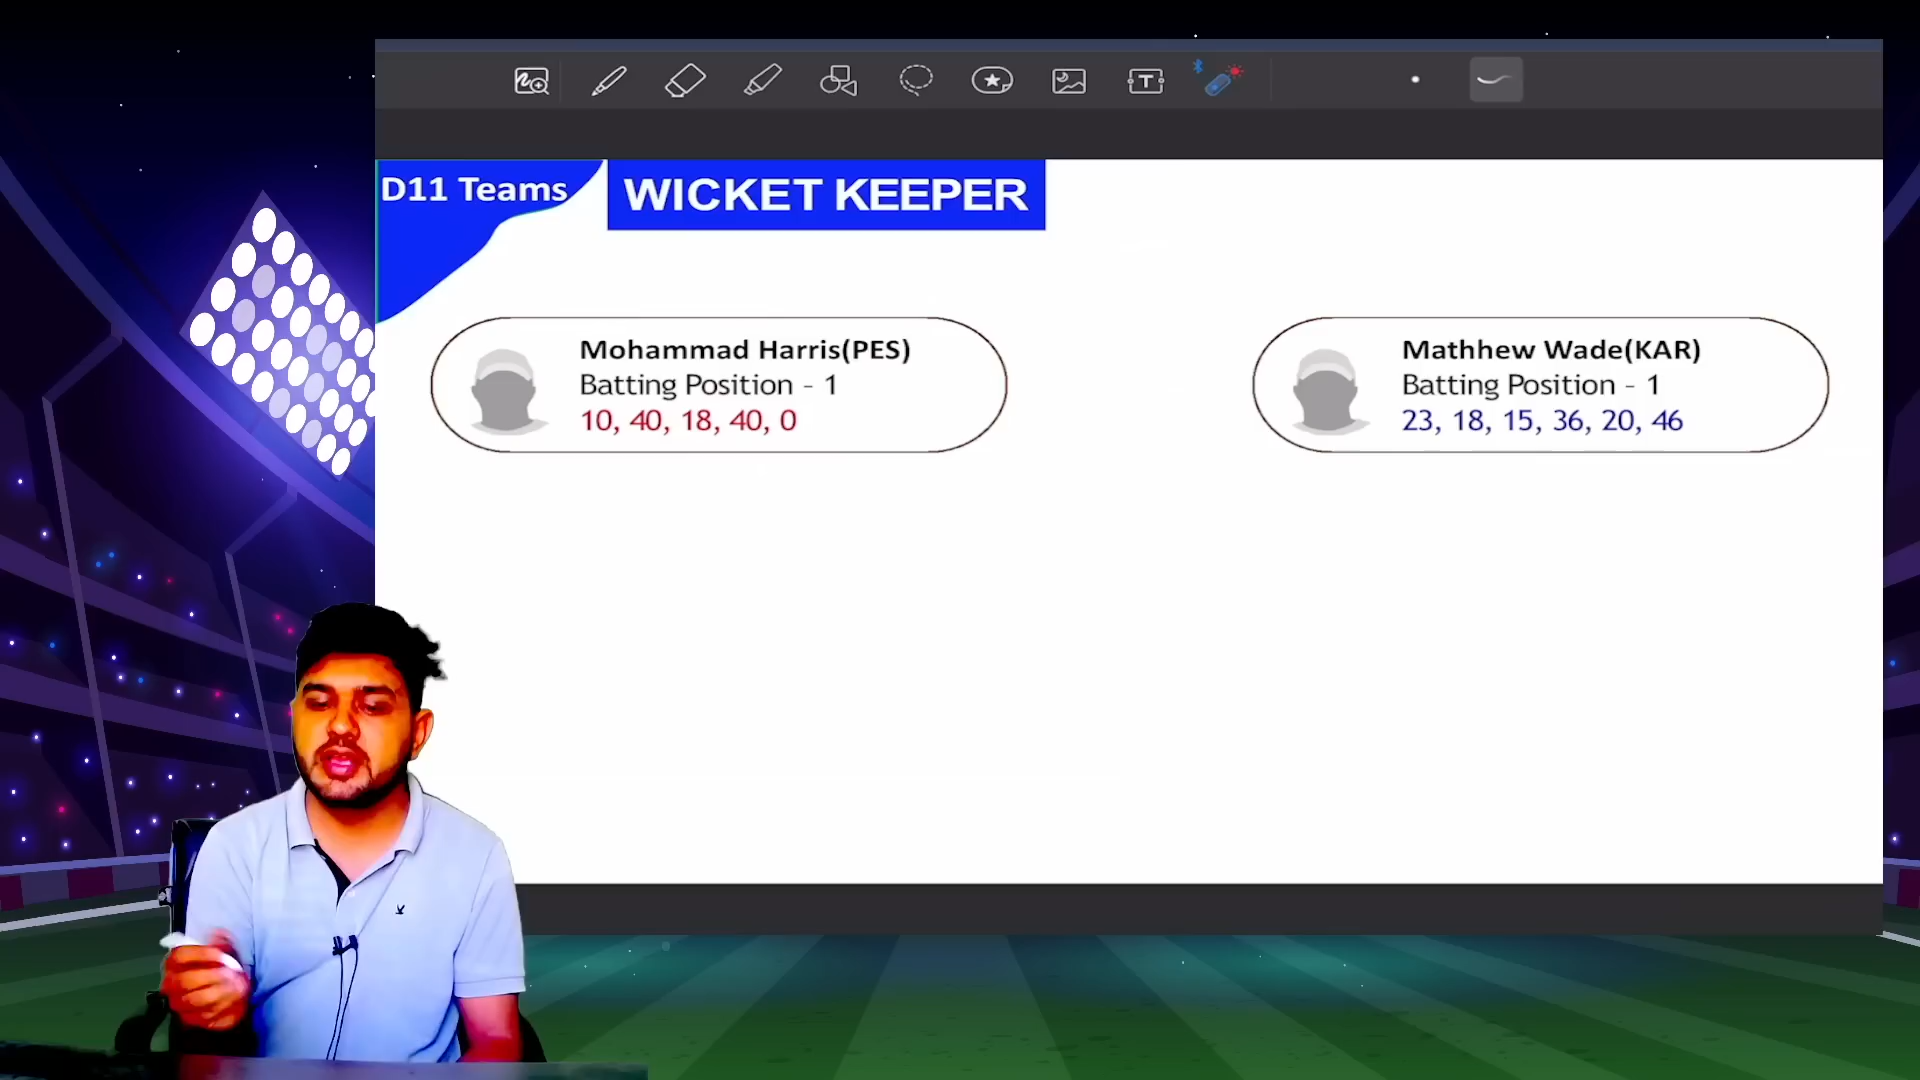 D11 Teams
WICKET KEEPER
Mohammad Harris(PES)
Batting Position - 1
10, 40, 18, 40, 0
Mathhew Wade(KAR)
Batting Position - 1
23, 18, 15, 36, 20, 46